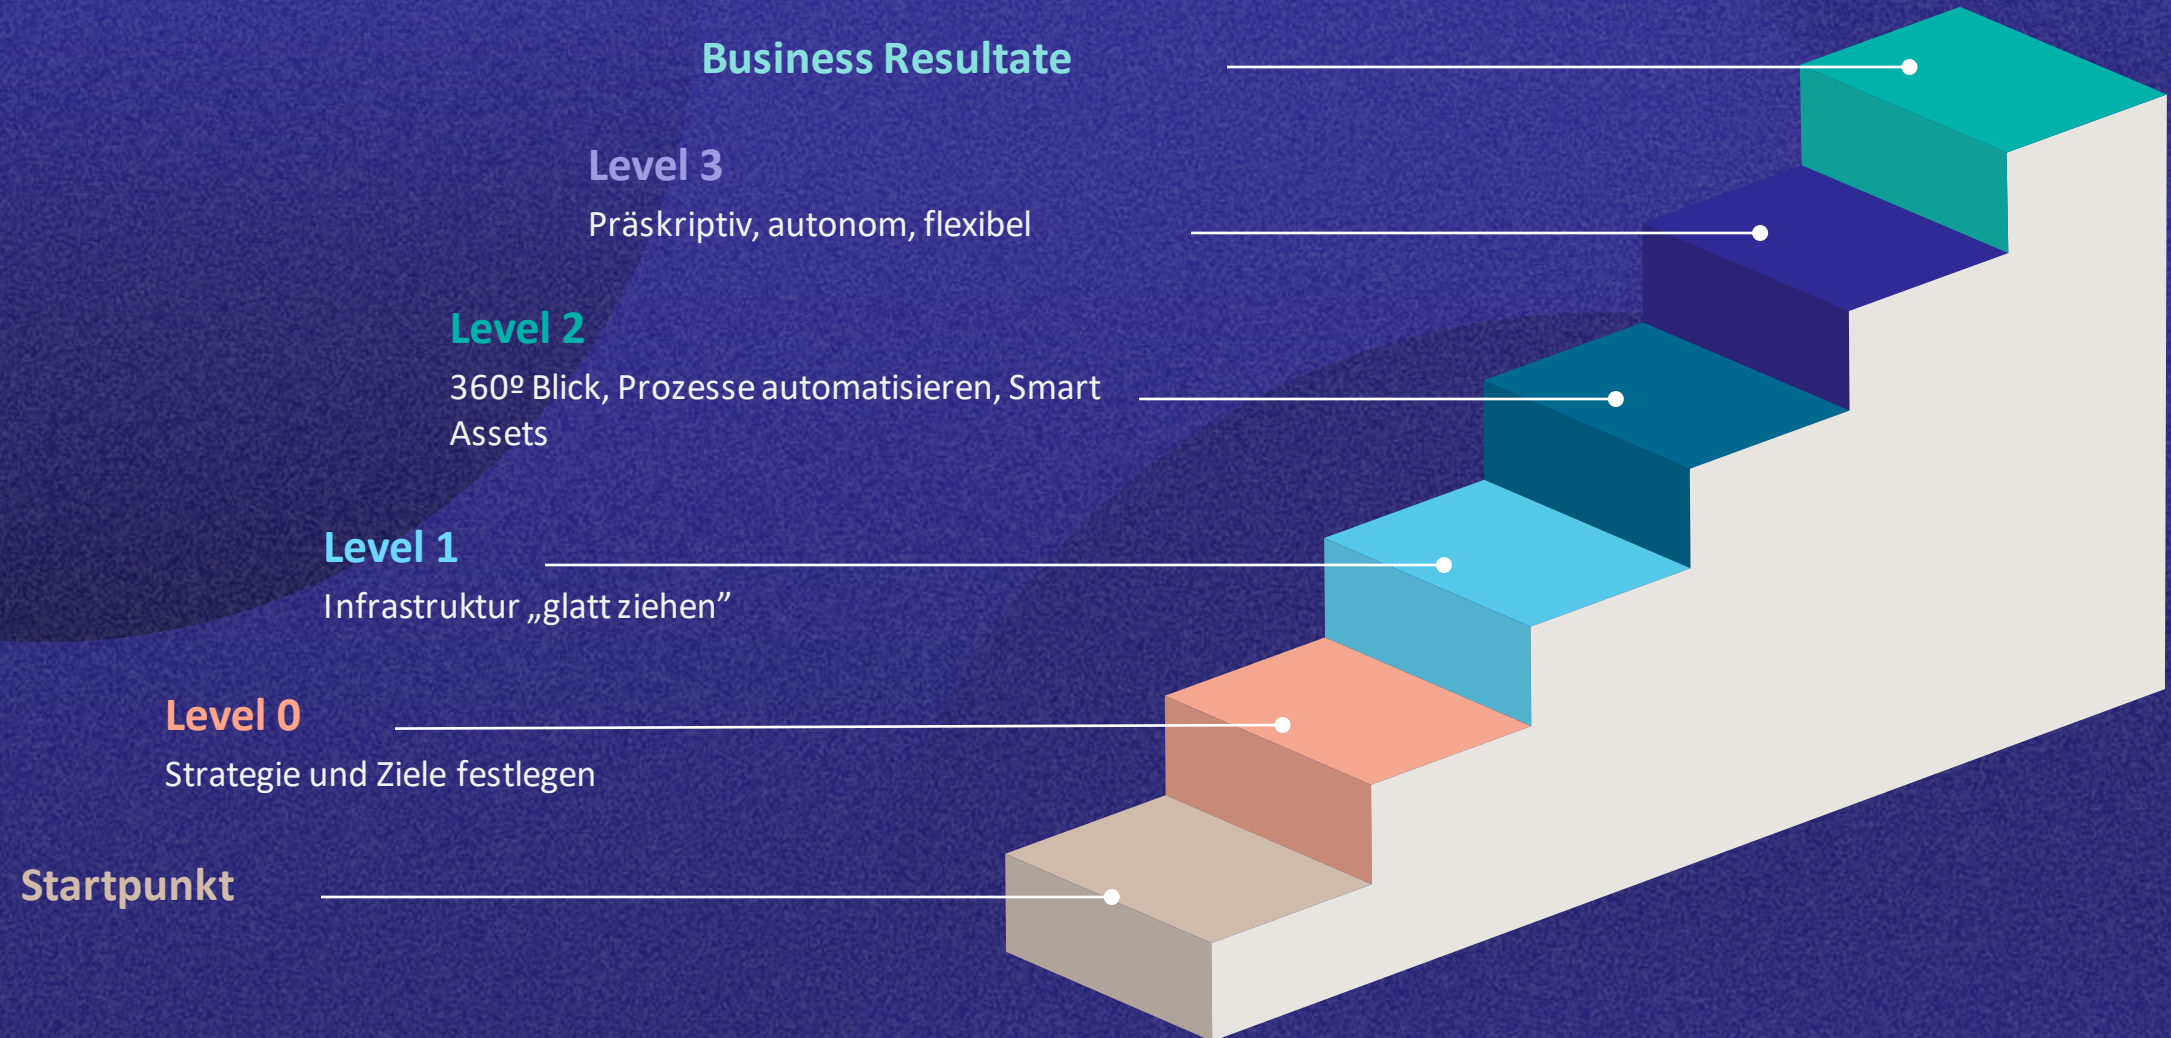 Business Resultate
Level 3
Präskriptiv, autonom, flexibel
Level 2
360º Blick, Prozesse automatisieren, Smart
Assets
Level 1
Infrastruktur „glatt ziehen”
Level 0
Strategie und Ziele festlegen
Startpunkt